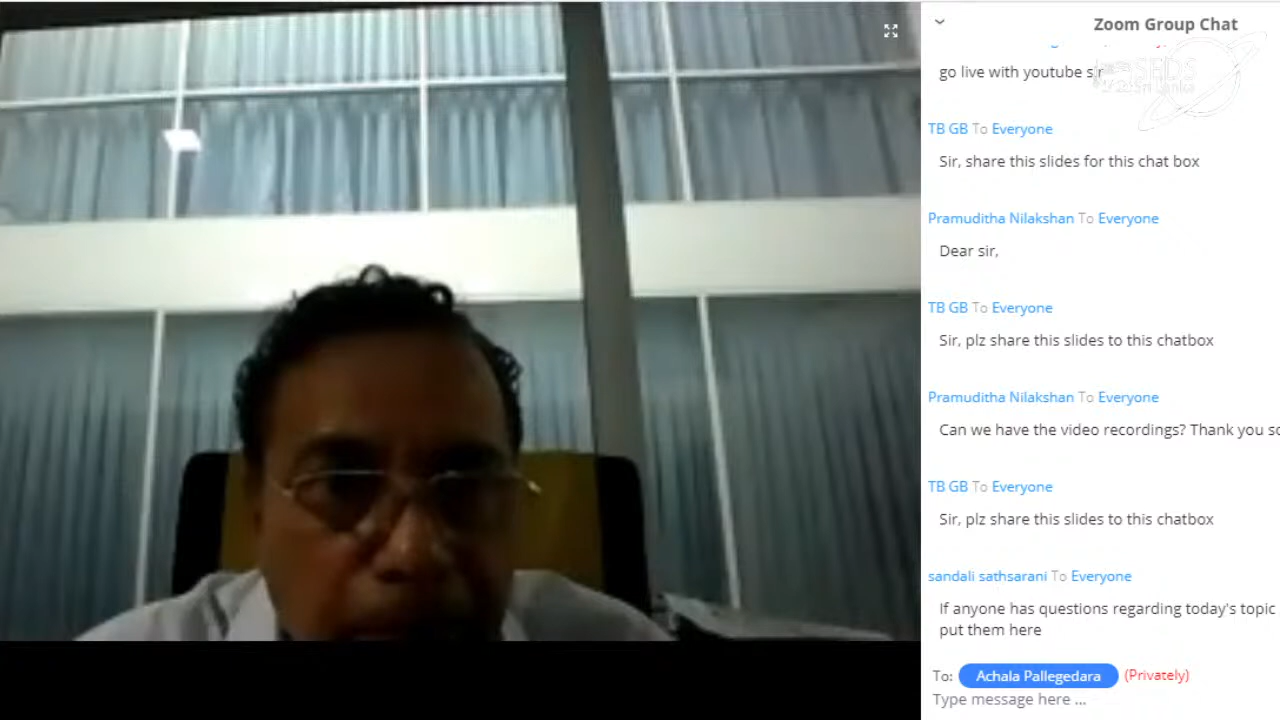 Zoom Group Chat
go live with youtube sir
SEDS
Sri Lanka
TB GB To Everyone
Sir, share this slides for this chat box
Pramuditha Nilakshan To Everyone
Dear sir,
TB GB To Everyone
Sir, plz share this slides to this chatbox
Pramuditha Nilakshan To Everyone
Can we have the video recordings? Thank you so
TB GB To Everyone
Sir, plz share this slides to this chatbox
sandali sathsarani To Everyone
If anyone has questions regarding today's topic
put them here
To: Achala Pallegedara (Privately)
Type message here ...